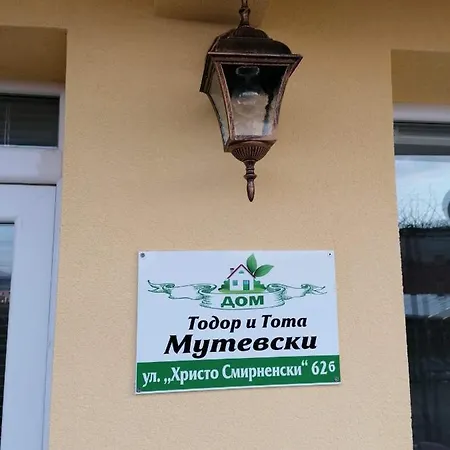 ДОМ
Тодор и Тота
Мутевски
ул. „Христо Смирненски“ 62б